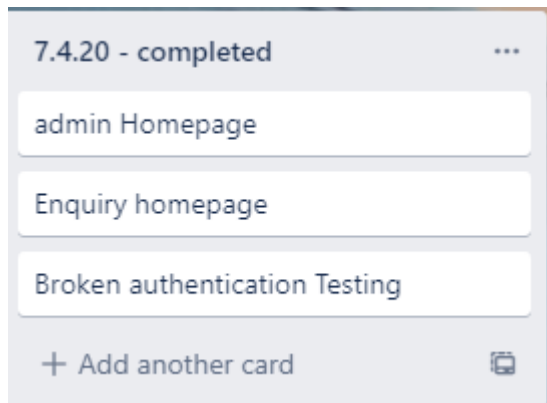 7.4.20 - completed
admin Homepage
Enquiry homepage
Broken authentication Testing
+ Add another card